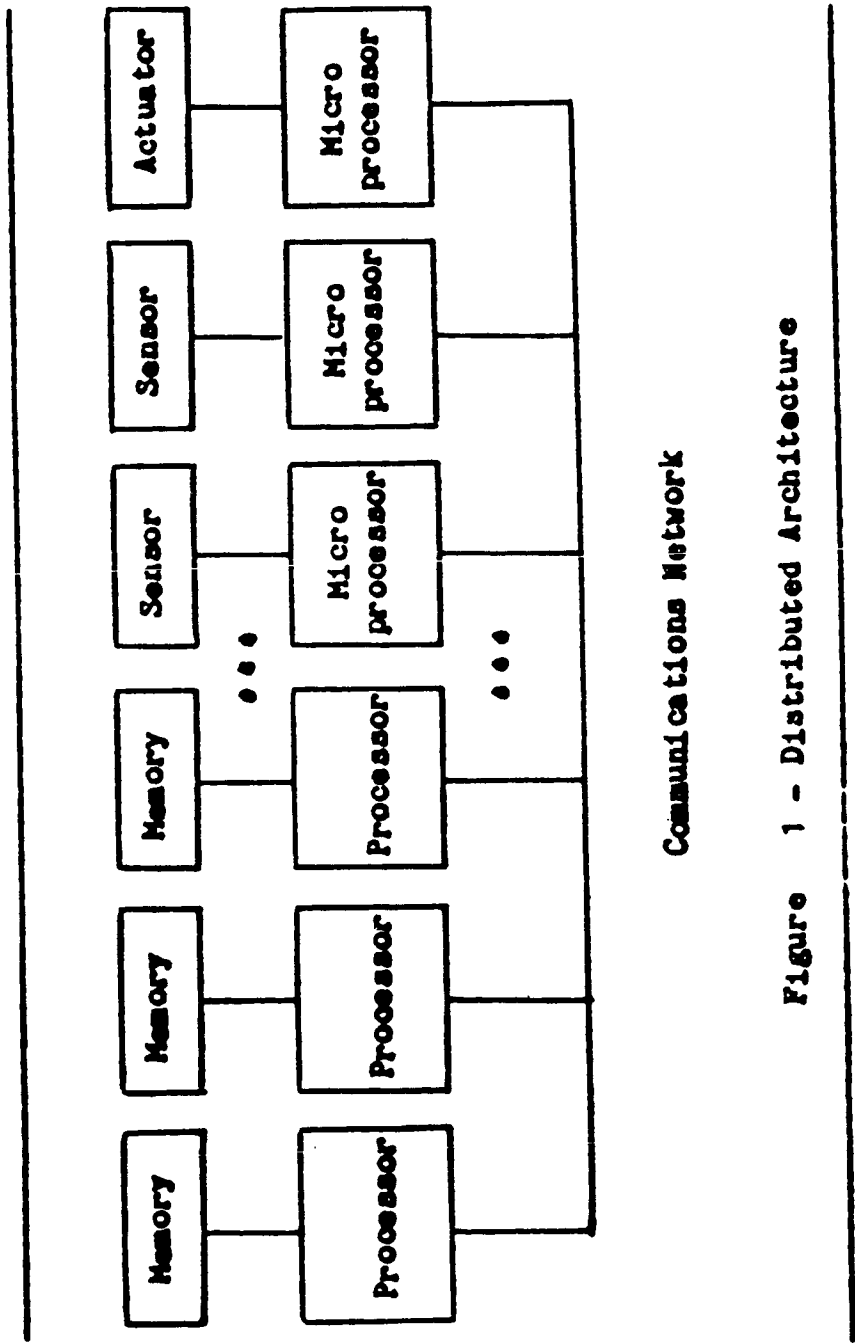 Memory Memory Memory Sensor Sensor Actuator
Processor Processor Processor Micro processor Micro processor Micro processor
Communications Network
Figure 1 - Distributed Architecture